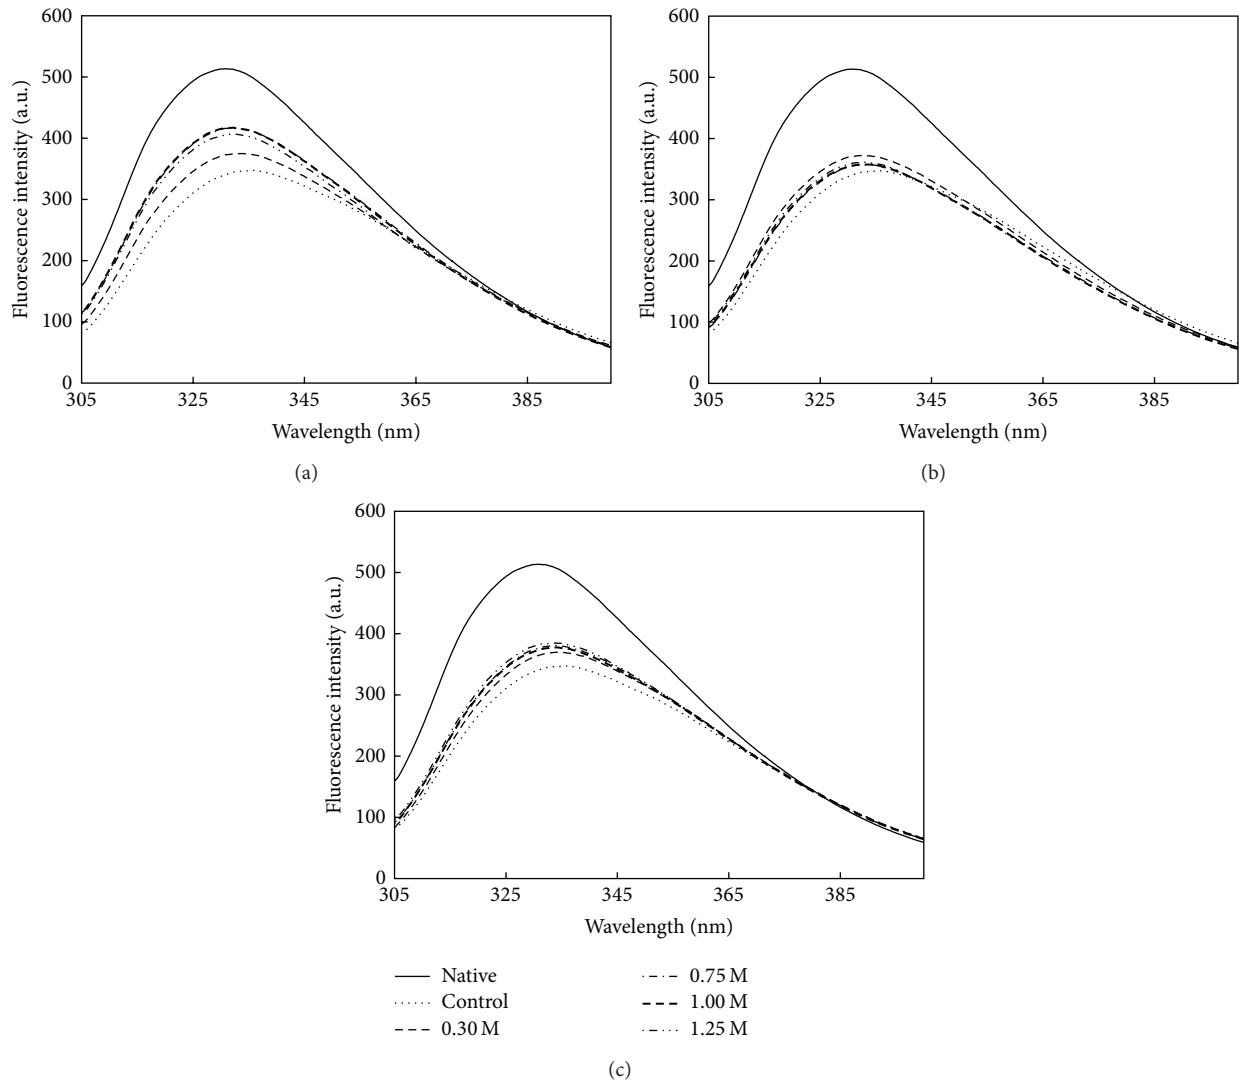 600
500
400
300
200
100
0
Fluorescence intensity (a.u.)
305 325 345 365 385
Wavelength (nm)
(a)
600
500
400
300
200
100
0
Fluorescence intensity (a.u.)
305 325 345 365 385
Wavelength (nm)
(b)
600
500
400
300
200
100
0
Fluorescence intensity (a.u.)
305 325 345 365 385
Wavelength (nm)
Native
Control
0.30 M
0.75 M
1.00 M
1.25 M
(c)